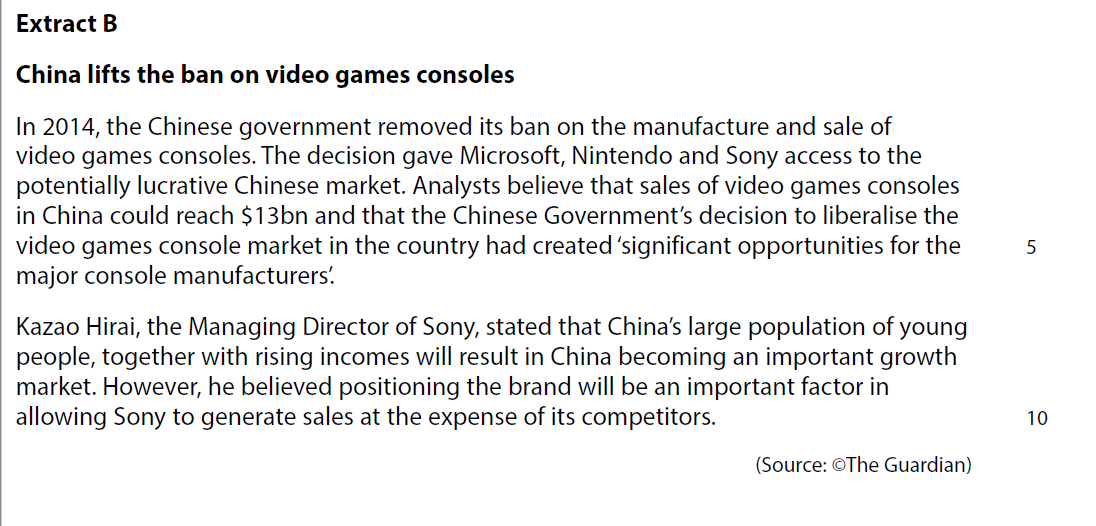 Extract B
China lifts the ban on video games consoles
In 2014, the Chinese government removed its ban on the manufacture and sale of
video games consoles. The decision gave Microsoft, Nintendo and Sony access to the
potentially lucrative Chinese market. Analysts believe that sales of video games consoles
in China could reach $13bn and that the Chinese Government’s decision to liberalise the
video games console market in the country had created ‘significant opportunities for the 5
major console manufacturers’.
Kazao Hirai, the Managing Director of Sony, stated that China’s large population of young
people, together with rising incomes will result in China becoming an important growth
market. However, he believed positioning the brand will be an important factor in
allowing Sony to generate sales at the expense of its competitors. 10
(Source: ©The Guardian)